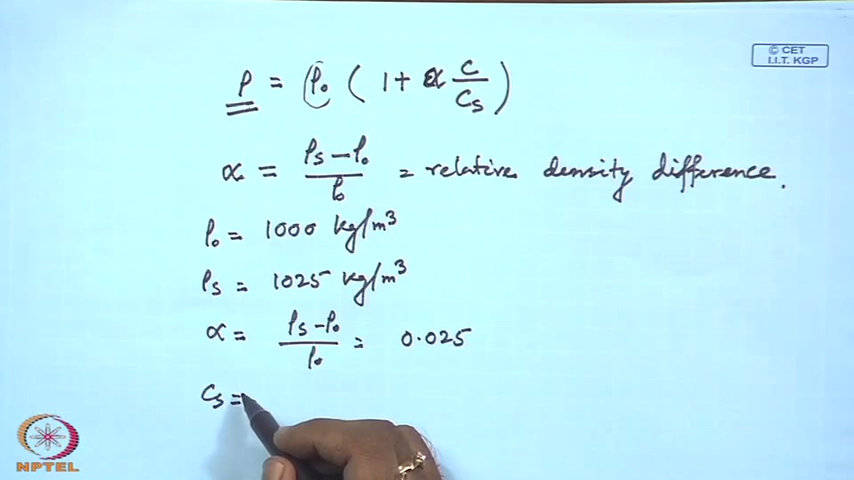 © CET
I.I.T. KGP
ρ = ρ₀ ( 1 + α C/Cs )
α = ρs − ρ₀ / ρ₀ = relative density difference.
ρ₀ = 1000 kg/m³
ρs = 1025 kg/m³
α = ρs − ρ₀ / ρ₀ = 0.025
Cs =
NPTEL